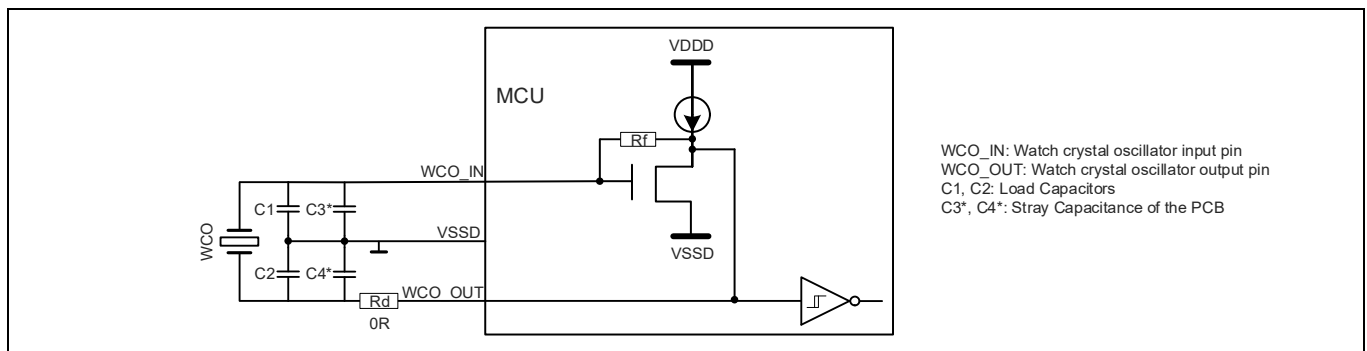 VDDD
MCU
Rf
WCO_IN
C1
C3*
VSSD
VSSD
WCO
C2
C4*
WCO_OUT
Rd
0R
WCO_IN: Watch crystal oscillator input pin
WCO_OUT: Watch crystal oscillator output pin
C1, C2: Load Capacitors
C3*, C4*: Stray Capacitance of the PCB